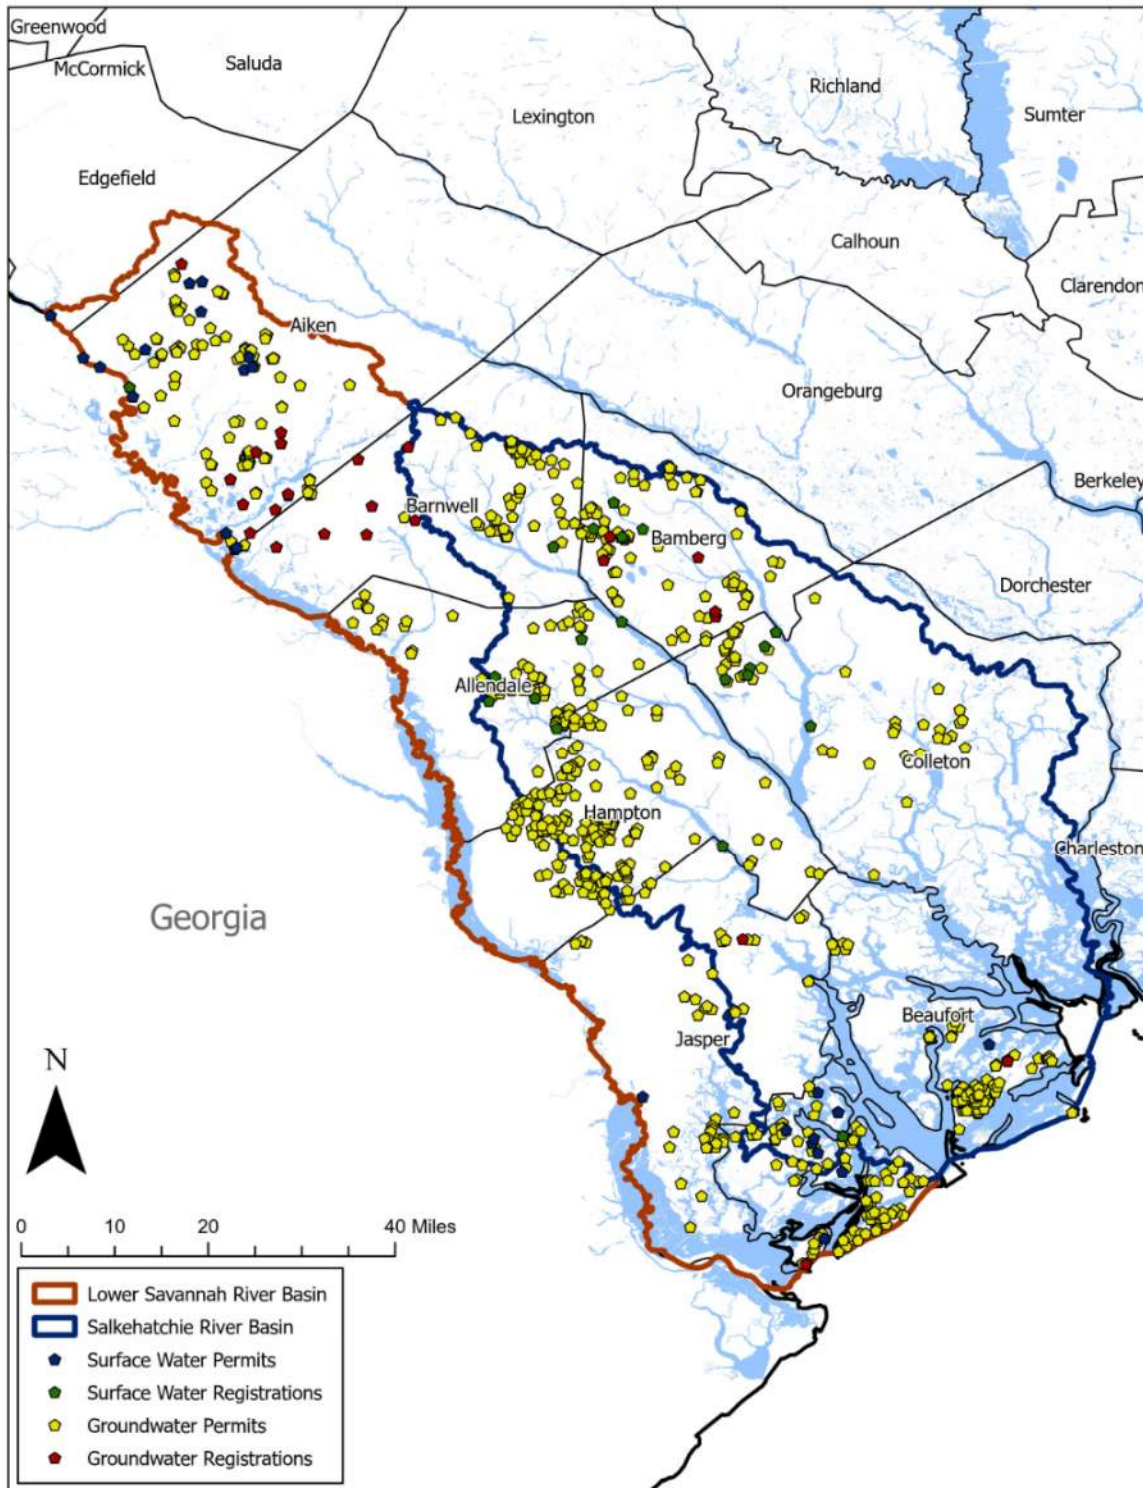 Greenwood
McCormick
Saluda
Lexington
Richland
Sumter
Edgefield
Calhoun
Clarendon
Aiken
Orangeburg
Berkeley
Barnwell
Bamberg
Dorchester
Allendale
Colleton
Hampton
Charleston
Georgia
Beaufort
Jasper
N
0 10 20 40 Miles
Lower Savannah River Basin
Salkehatchie River Basin
Surface Water Permits
Surface Water Registrations
Groundwater Permits
Groundwater Registrations